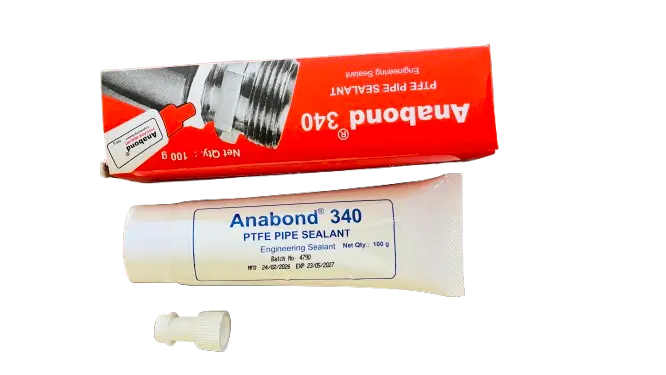 Anabond® 340
PTFE PIPE SEALANT
Engineering Sealant
Net Qty. : 100 g
Anabond®
Anabond® 340
PTFE PIPE SEALANT
Engineering Sealant Net Qty.: 100 g
Batch No- 4790
MFD 24/02/2025 EXP 23/05/2027